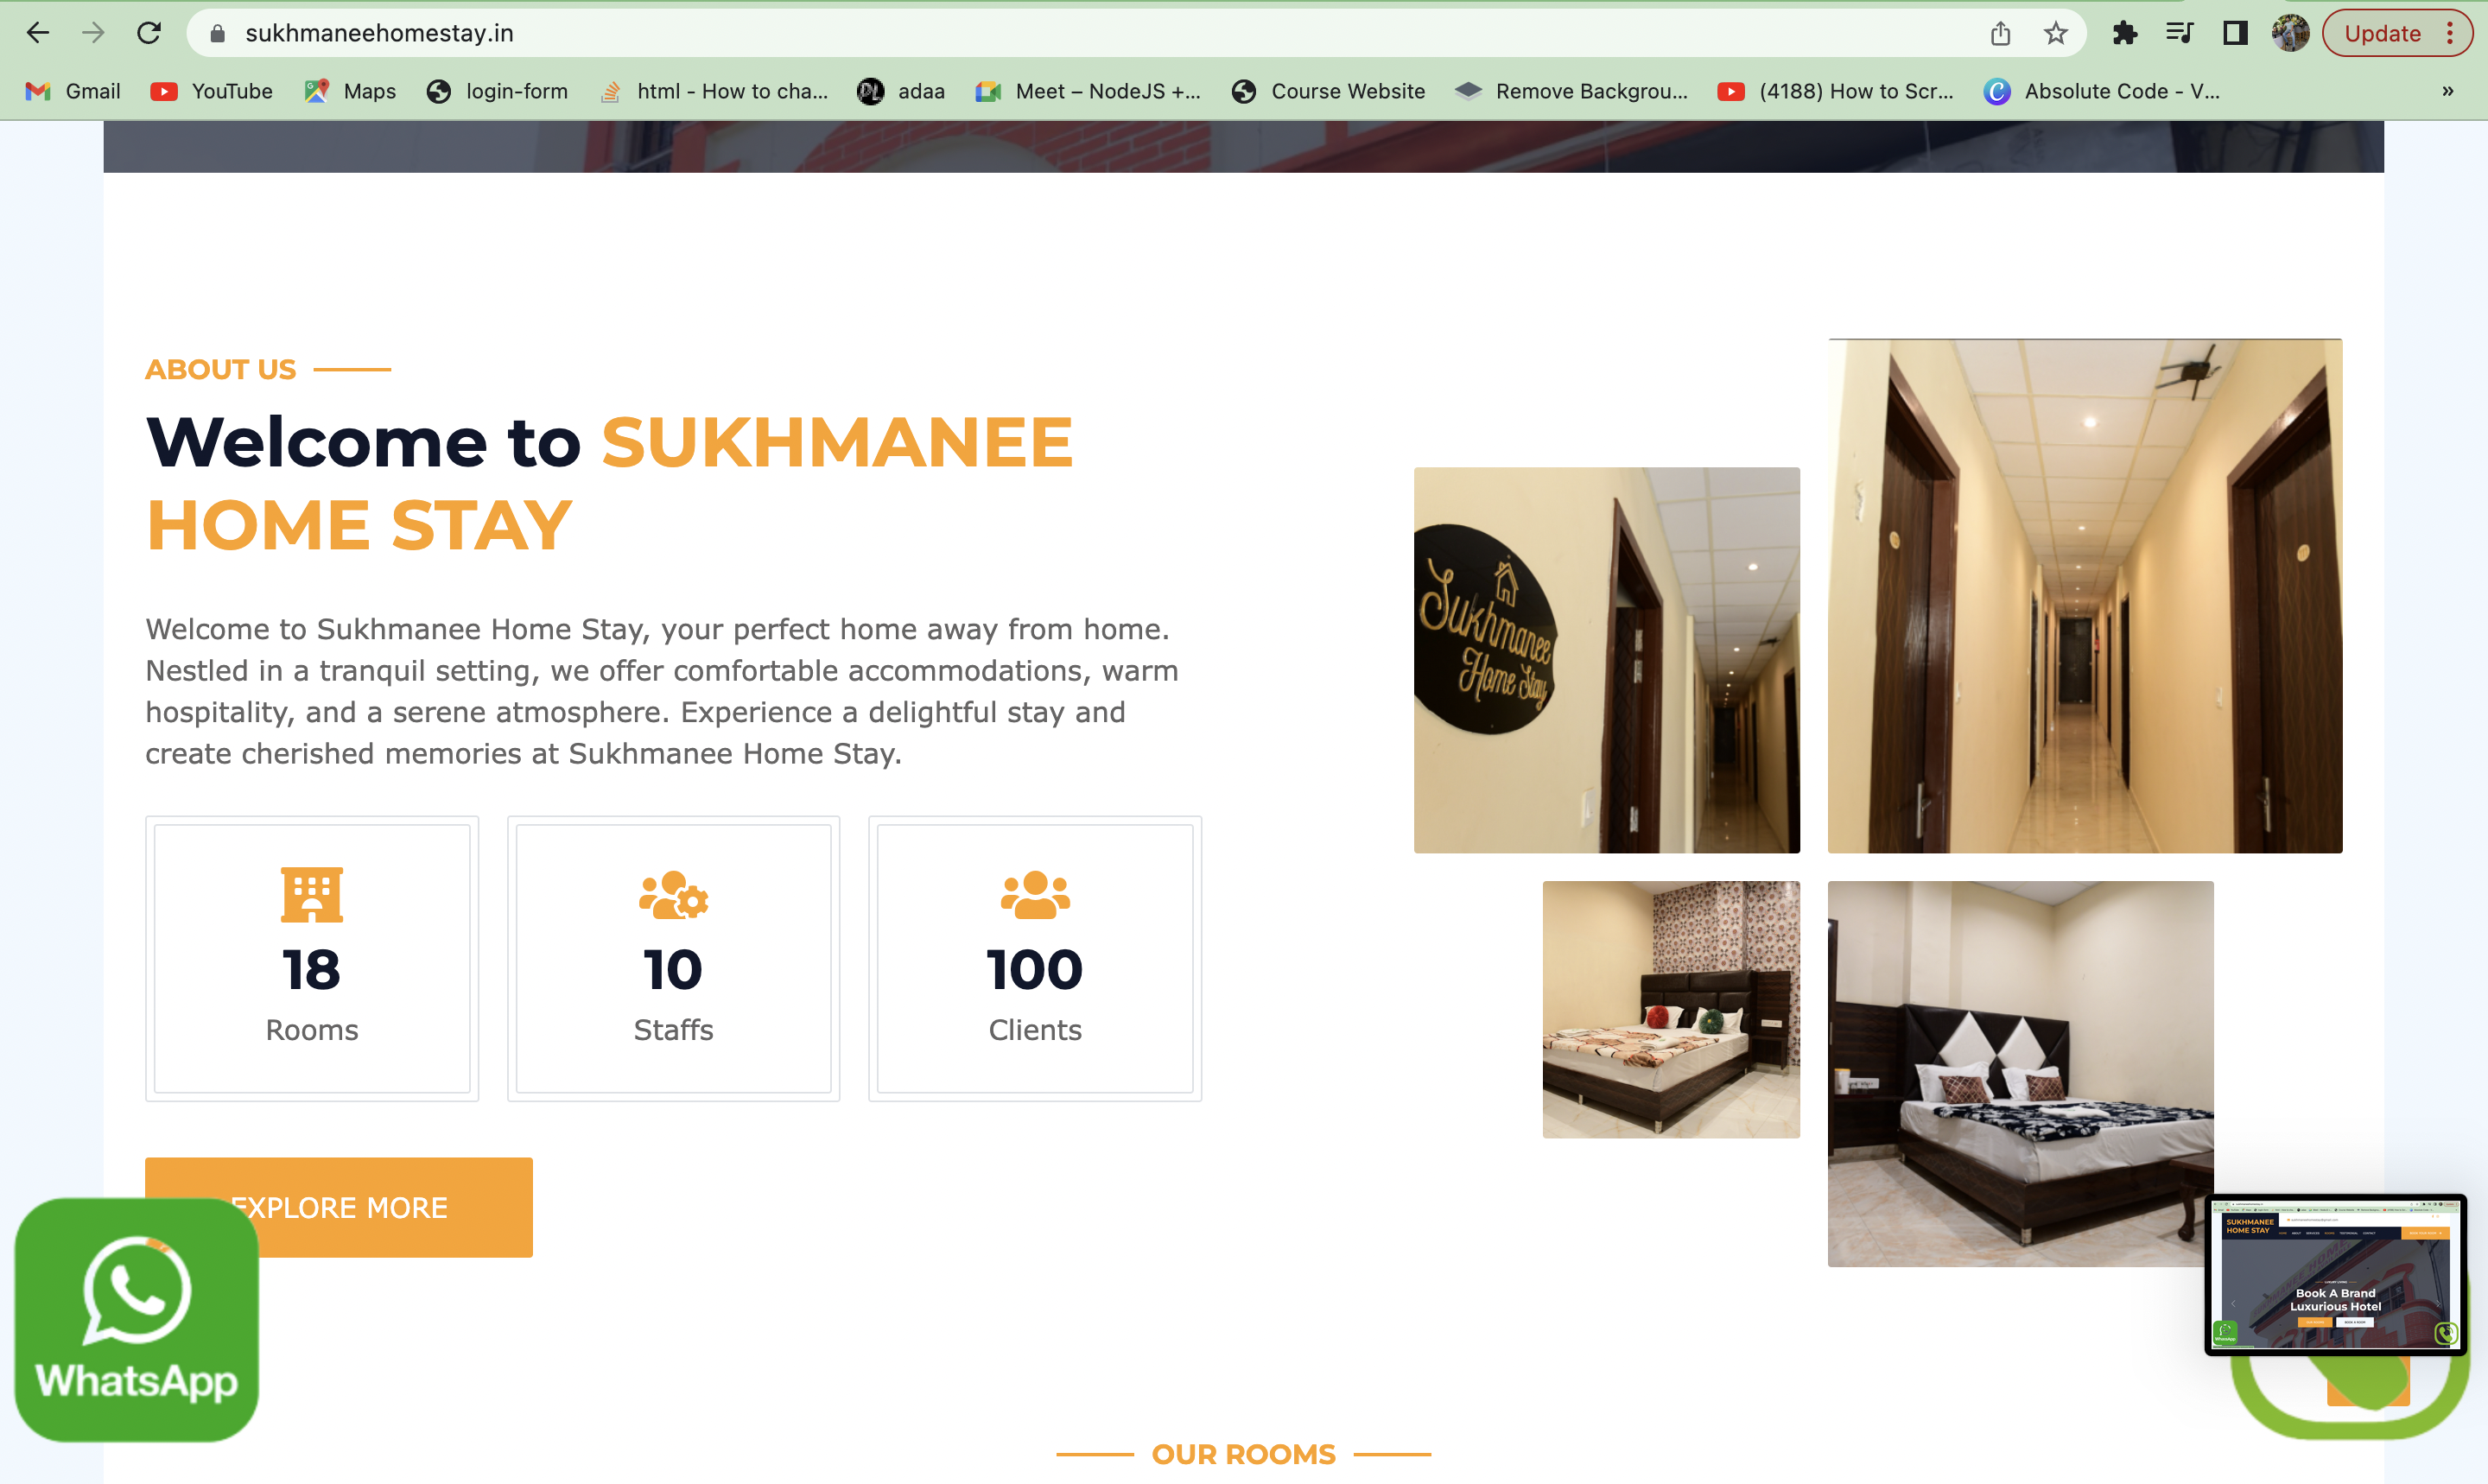 sukhmaneehomestay.in
Update
Gmail
YouTube
Maps
login-form
html - How to cha...
adaa
Meet – NodeJS +...
Course Website
Remove Backgrou...
(4188) How to Scr...
Absolute Code - V...
»
ABOUT US
Welcome to SUKHMANEE
HOME STAY
Welcome to Sukhmanee Home Stay, your perfect home away from home.
Nestled in a tranquil setting, we offer comfortable accommodations, warm
hospitality, and a serene atmosphere. Experience a delightful stay and
create cherished memories at Sukhmanee Home Stay.
18
Rooms
10
Staffs
100
Clients
EXPLORE MORE
WhatsApp
Sukhmanee
Home Stay
SUKHMANEE
HOME STAY
Book A Brand
Luxurious Hotel
OUR ROOMS